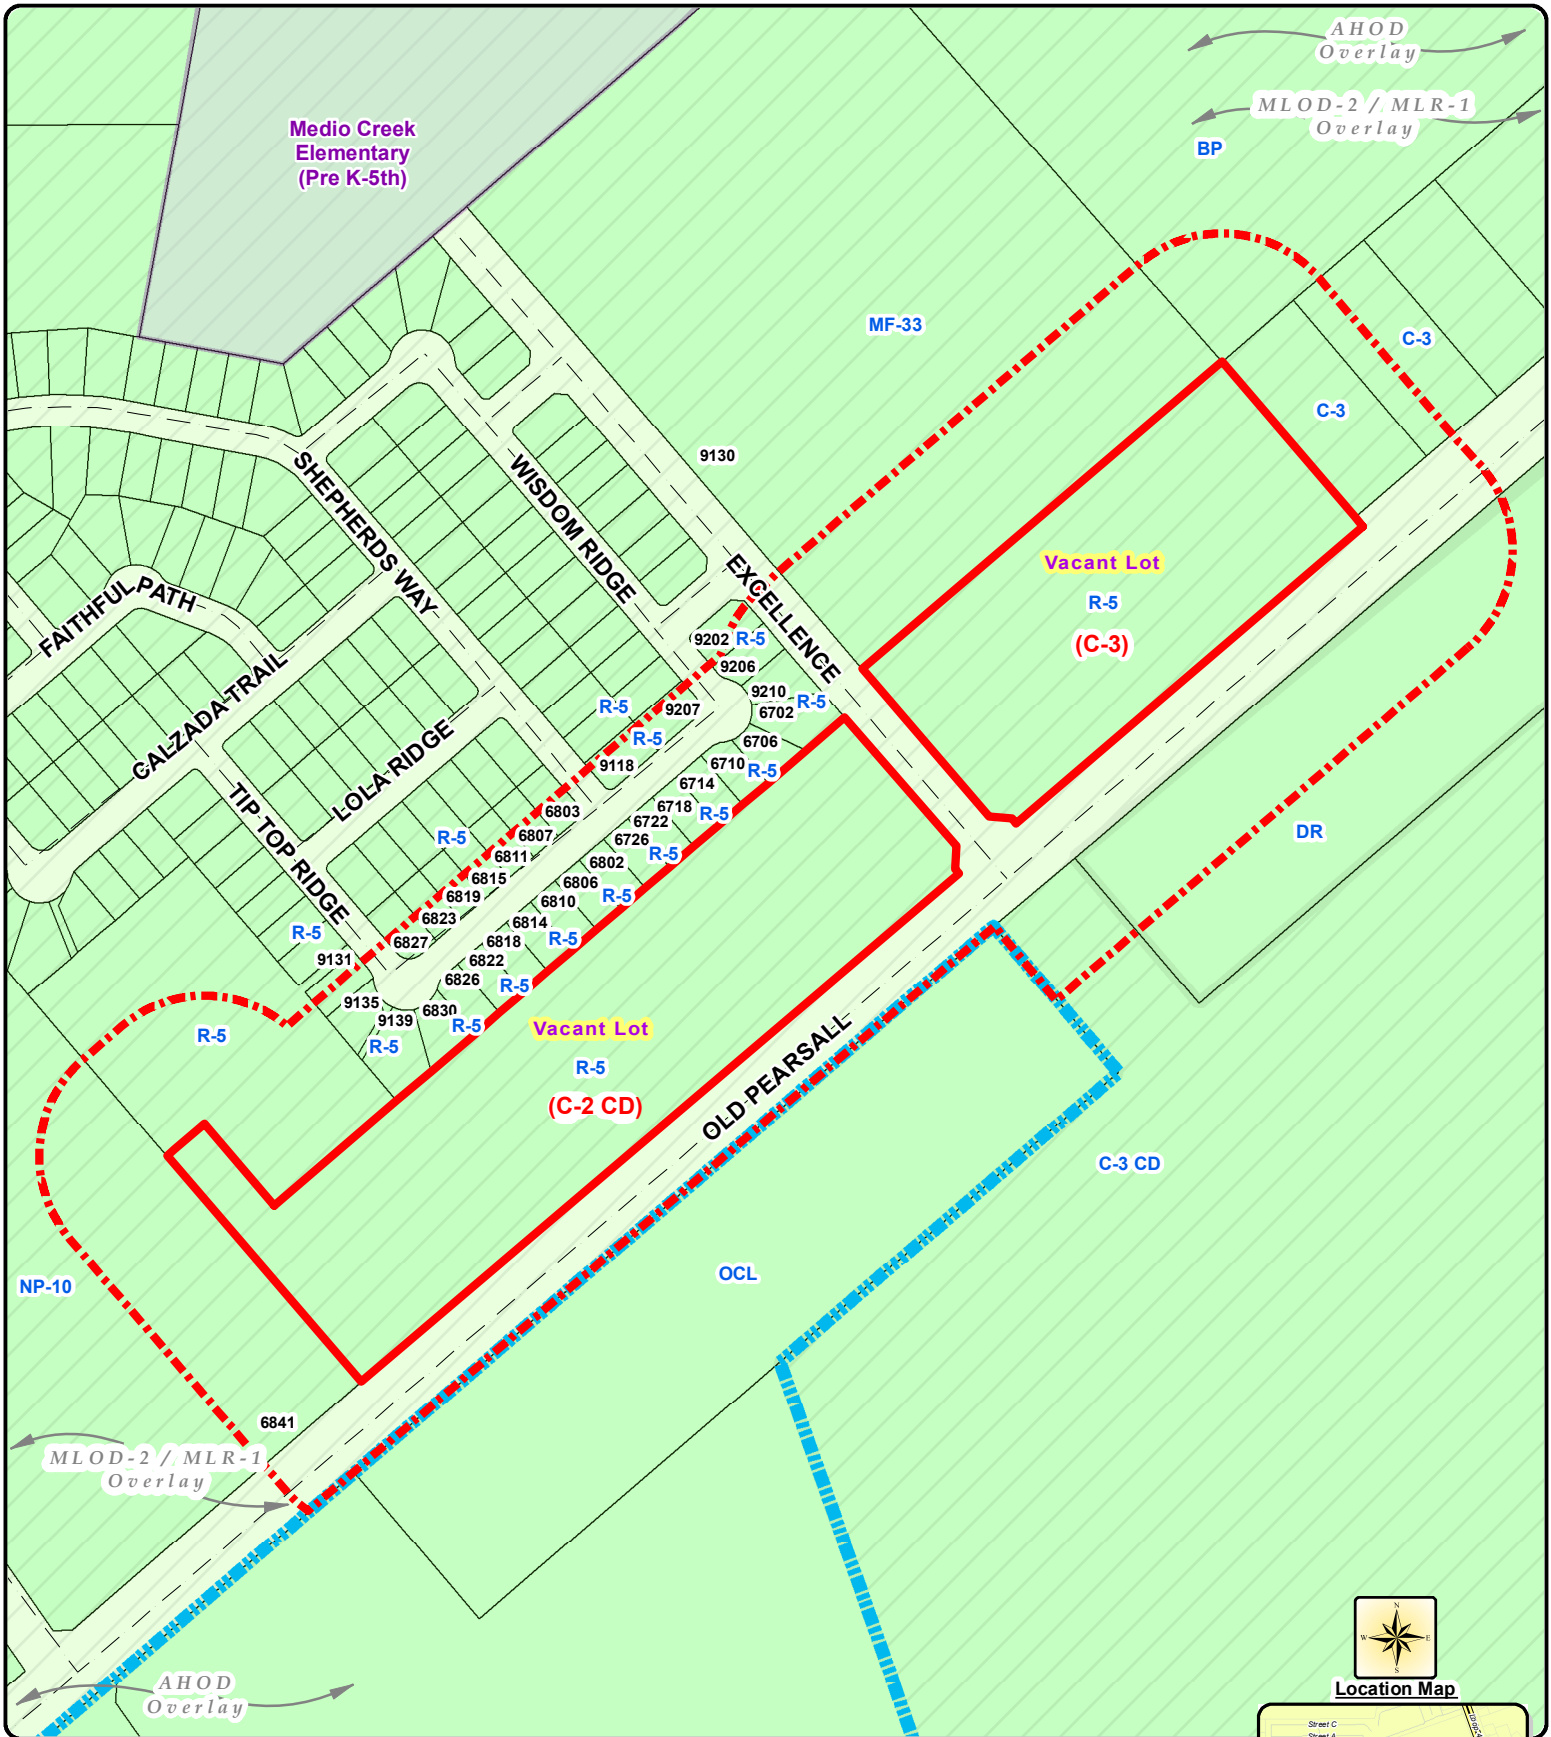 AHOD
Overlay
MLOD-2 / MLR-1
Overlay
Medio Creek
Elementary
(Pre K-5th)
BP
MF-33
C-3
C-3
9130
SHEPHERDS WAY
WISDOM RIDGE
EXCELLENCE
Vacant Lot
R-5
(C-3)
FAITHFUL PATH
CALZADA TRAIL
9202
R-5
9206
9210
R-5
6702
R-5
9207
R-5
6706
9118
6710
R-5
6714
LOLA RIDGE
TIP TOP RIDGE
6803
6718
R-5
6722
R-5
6807
6726
DR
6811
6802
R-5
6815
6806
R-5
6819
6810
6823
6814
R-5
R-5
6827
6818
9131
6822
6826
R-5
9135
6830
9139
R-5
R-5
R-5
Vacant Lot
R-5
(C-2 CD)
OLD PEARSALL
C-3 CD
OCL
NP-10
6841
MLOD-2 / MLR-1
Overlay
AHOD
Overlay
N
W
E
S
Location Map
Street C
Street A